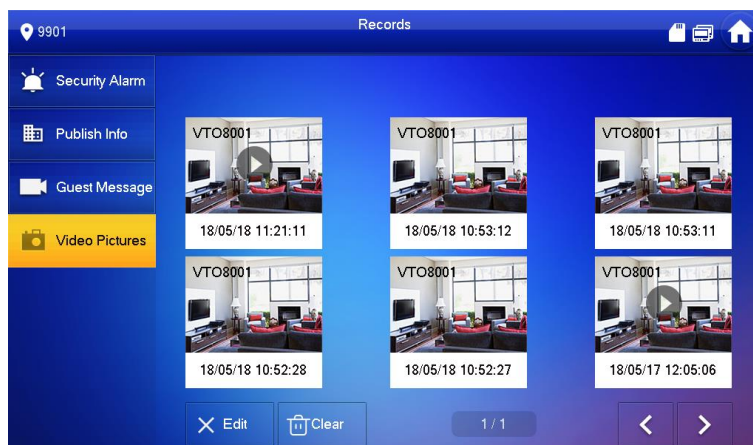 9901
Records
Security Alarm
Publish Info
Guest Message
Video Pictures
VTO8001
VTO8001
VTO8001
18/05/18 11:21:11
18/05/18 10:53:12
18/05/18 10:53:11
VTO8001
VTO8001
VTO8001
18/05/18 10:52:28
18/05/18 10:52:27
18/05/17 12:05:06
Edit
Clear
1 / 1